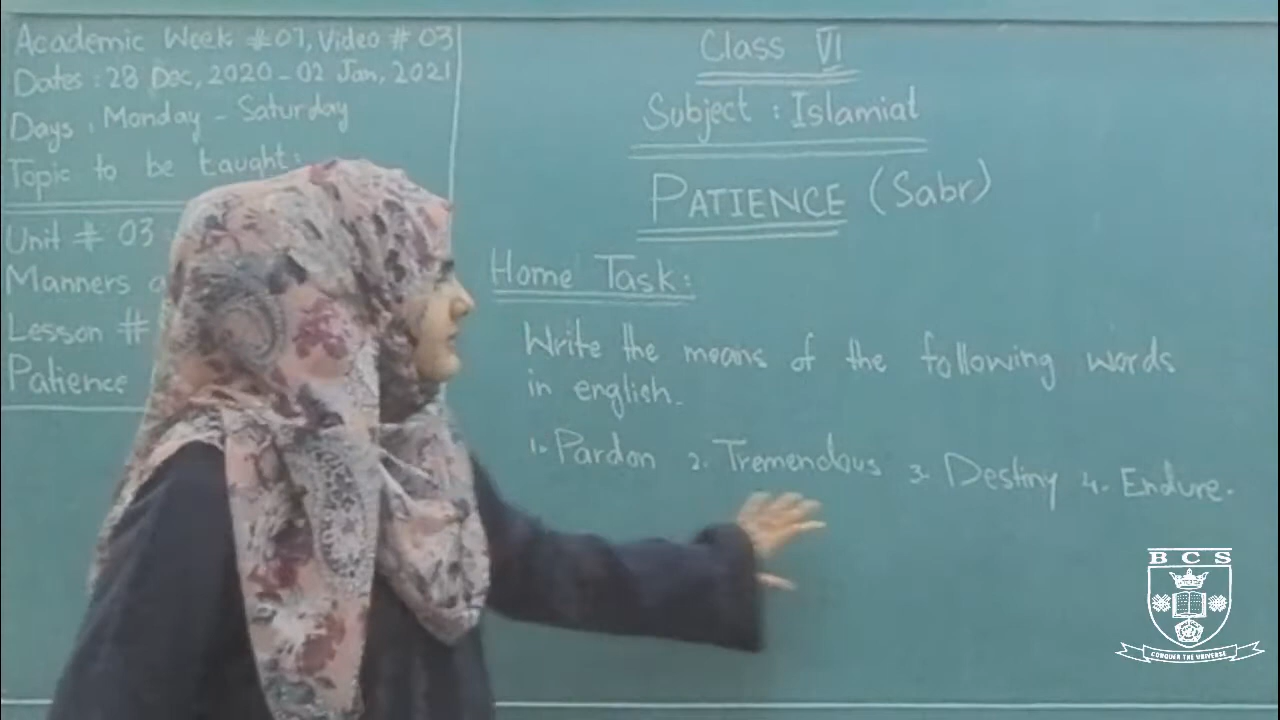 Academic Week #01, Video # 03
Dates : 28 Dec, 2020 - 02 Jan, 2021
Days : Monday - Saturday
Topic to be taught:
Unit # 03
Manners
Lesson #
Patience
Class VI
Subject : Islamiat
PATIENCE (Sabr)
Home Task:
Write the means of the following words
in english.
1. Pardon 2. Tremendous 3. Destiny 4. Endure.
BCS
CONQUER THE UNIVERSE